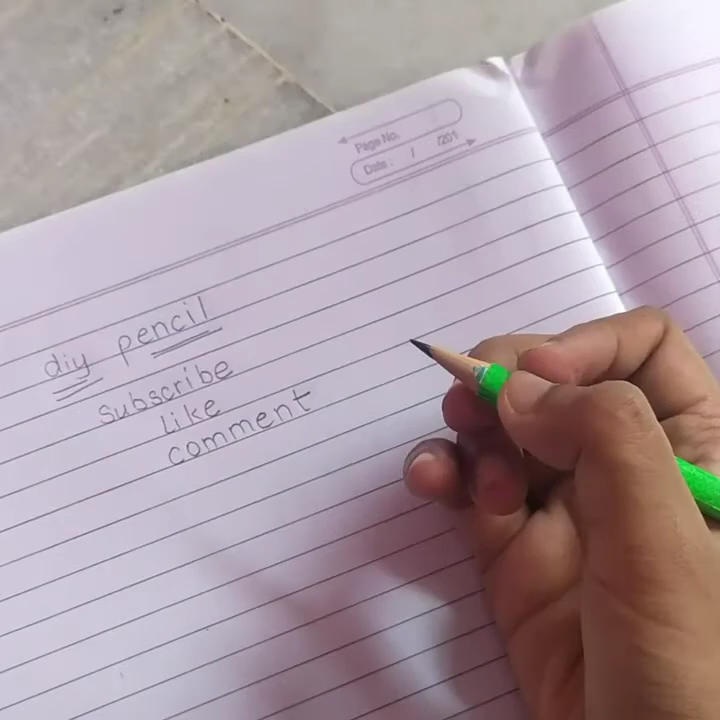 Page No.
Date : / /201
diy pencil
Subscribe
Like
comment